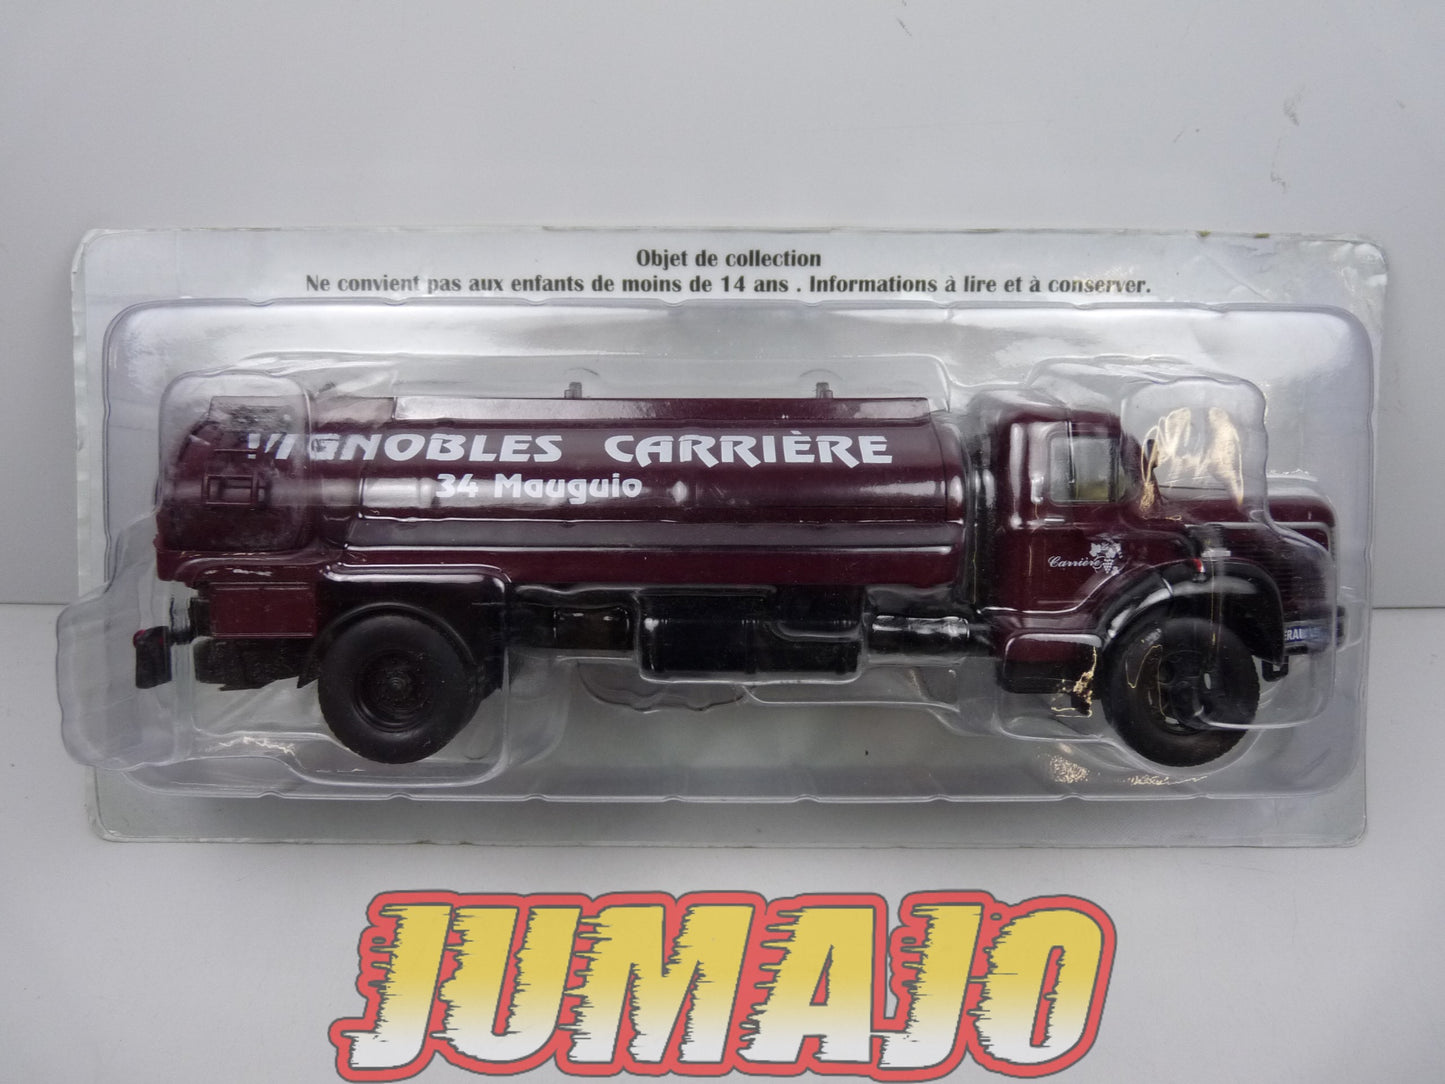 Objet de collection
Ne convient pas aux enfants de moins de 14 ans . Informations à lire et à conserver.
VIGNOBLES CARRIÈRE
34 Mauguio
Carrière
JUMAJO